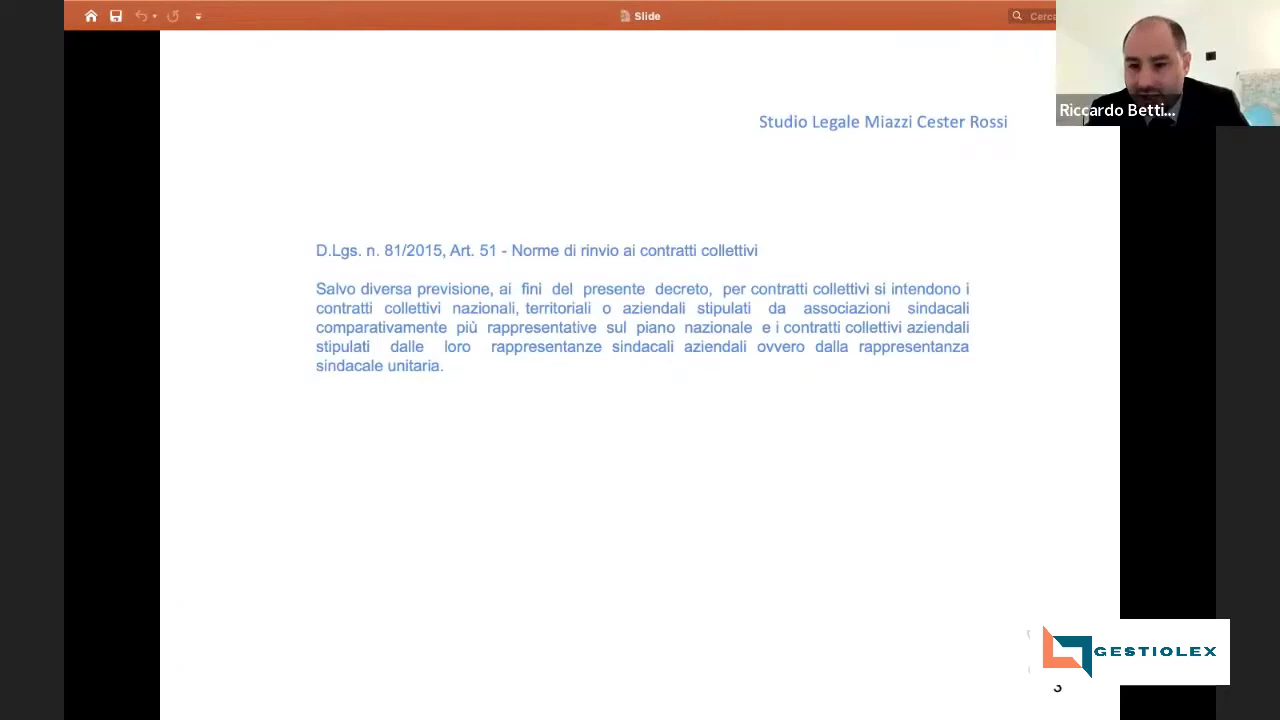 Slide
Cerca
Riccardo Betti...
Studio Legale Miazzi Cester Rossi
D.Lgs. n. 81/2015, Art. 51 - Norme di rinvio ai contratti collettivi
Salvo diversa previsione, ai fini del presente decreto, per contratti collettivi si intendono i
contratti collettivi nazionali, territoriali o aziendali stipulati da associazioni sindacali
comparativamente più rappresentative sul piano nazionale e i contratti collettivi aziendali
stipulati dalle loro rappresentanze sindacali aziendali ovvero dalla rappresentanza
sindacale unitaria.
GESTIOLEX
3